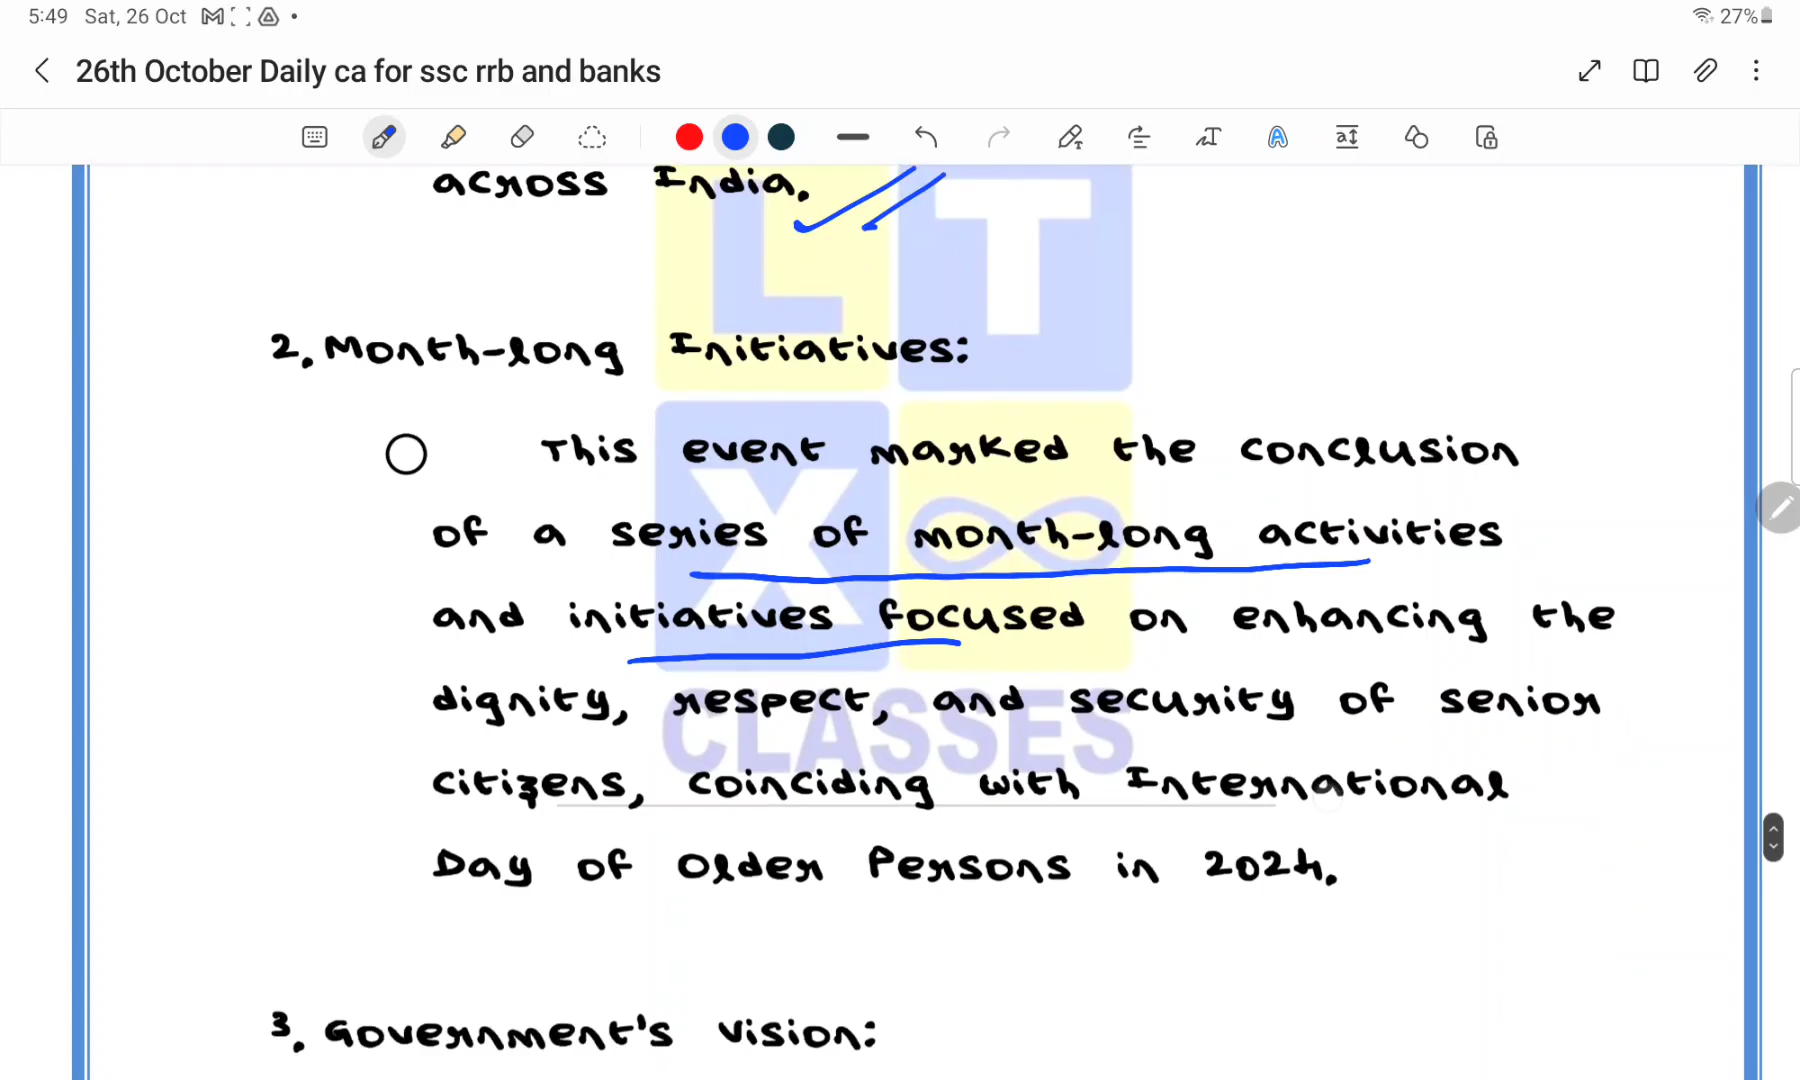 5:49 Sat, 26 Oct
27%
26th October Daily ca for ssc rrb and banks
across India.
2. Month-long Initiatives:
This event marked the conclusion
of a series of month-long activities
and initiatives focused on enhancing the
dignity, respect, and security of senior
citizens, coinciding with International
Day of Older Persons in 2024.
3. Government's Vision:
LT
X
CLASSES